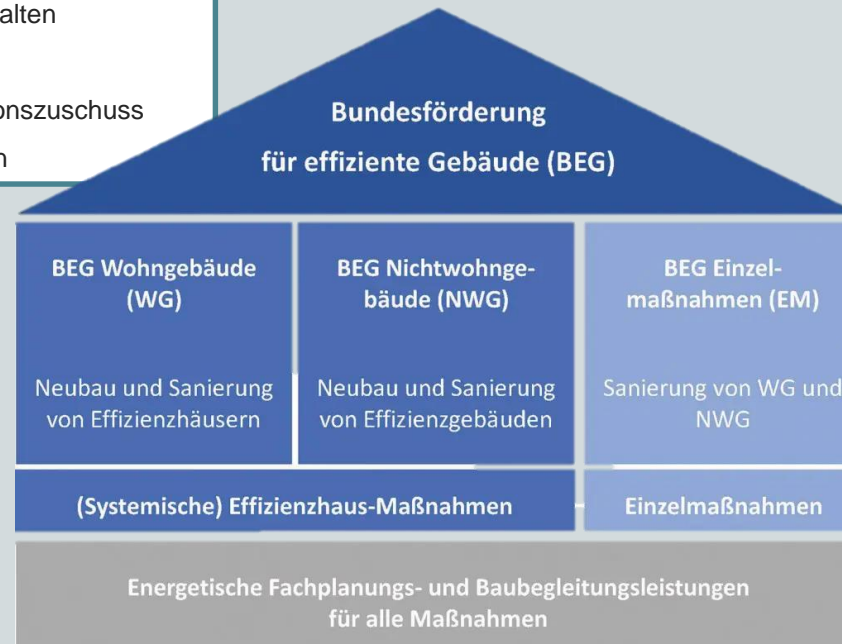 alten
onszuschuss
n
Bundesförderung
für effiziente Gebäude (BEG)
BEG Wohngebäude
(WG)
Neubau und Sanierung
von Effizienzhäusern
BEG Nichtwohnge-
bäude (NWG)
Neubau und Sanierung
von Effizienzgebäuden
BEG Einzel-
maßnahmen (EM)
Sanierung von WG und
NWG
(Systemische) Effizienzhaus-Maßnahmen
Einzelmaßnahmen
Energetische Fachplanungs- und Baubegleitungsleistungen
für alle Maßnahmen